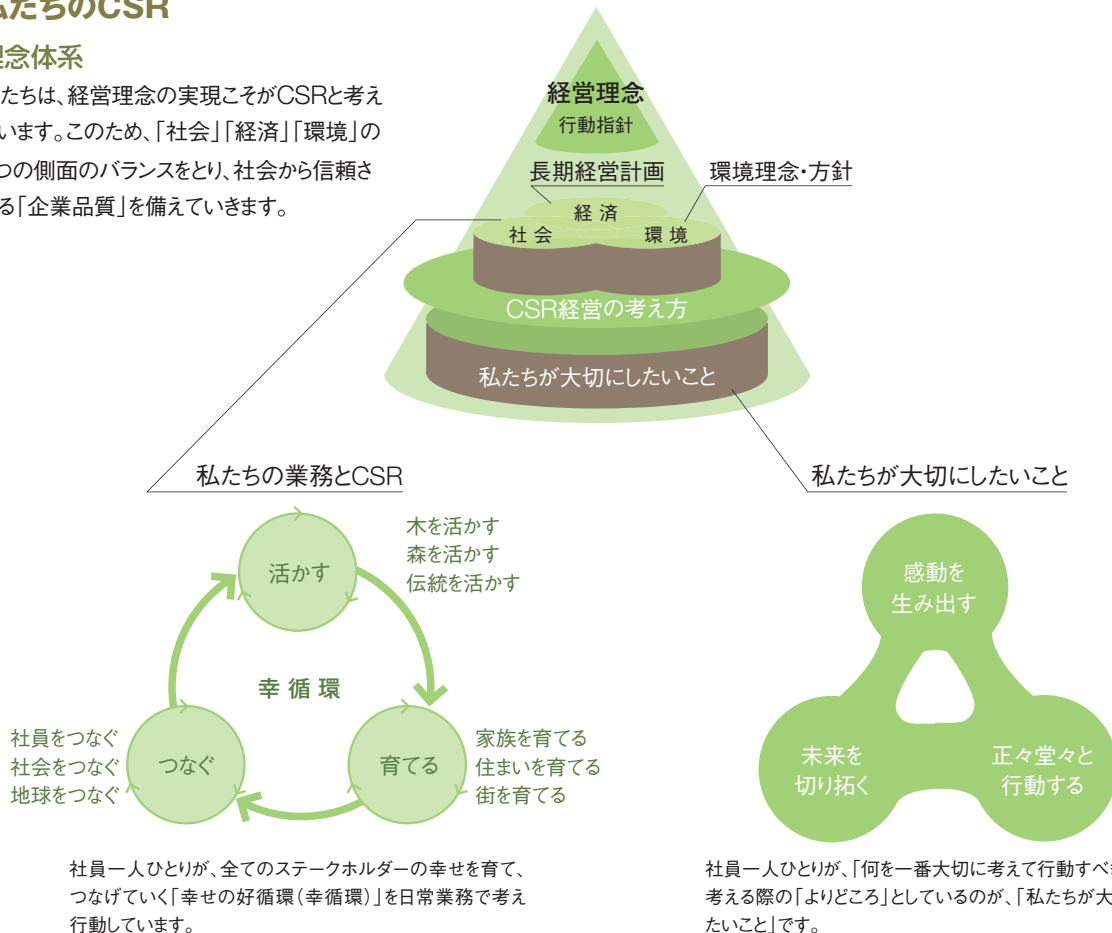 私たちのCSR
理念体系
たちは、経営理念の実現こそがCSRと考え
います。このため、「社会」「経済」「環境」の
つの側面のバランスをとり、社会から信頼さ
る「企業品質」を備えていきます。
経営理念
行動指針
長期経営計画
環境理念・方針
経 済
社 会
環 境
CSR経営の考え方
私たちが大切にしたいこと
私たちの業務とCSR
活かす
木を活かす
森を活かす
伝統を活かす
幸 循 環
つなぐ
社員をつなぐ
社会をつなぐ
地球をつなぐ
育てる
家族を育てる
住まいを育てる
街を育てる
社員一人ひとりが、全てのステークホルダーの幸せを育て、
つなげていく「幸せの好循環(幸循環)」を日常業務で考え
行動しています。
私たちが大切にしたいこと
感動を
生み出す
未来を
切り拓く
正々堂々と
行動する
社員一人ひとりが、「何を一番大切に考えて行動すべ
考える際の「よりどころ」としているのが、「私たちが大
たいこと」です。